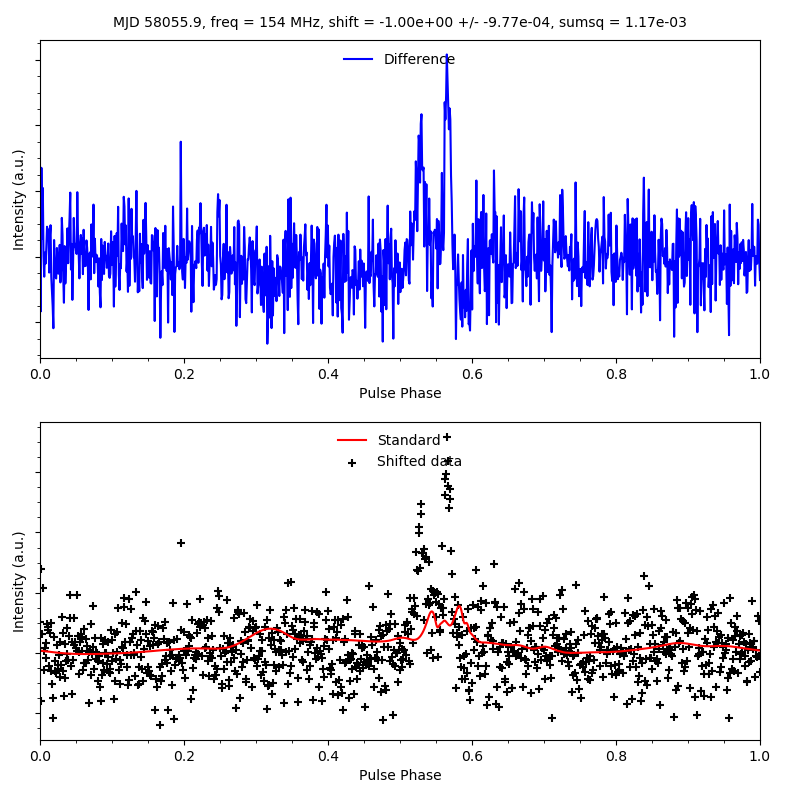 MJD 58055.9, freq = 154 MHz, shift = -1.00e+00 +/- -9.77e-04, sumsq = 1.17e-03
Difference
Intensity (a.u.)
0.0 0.2 0.4 0.6 0.8 1.0
Pulse Phase
Standard
Shifted data
Intensity (a.u.)
0.0 0.2 0.4 0.6 0.8 1.0
Pulse Phase